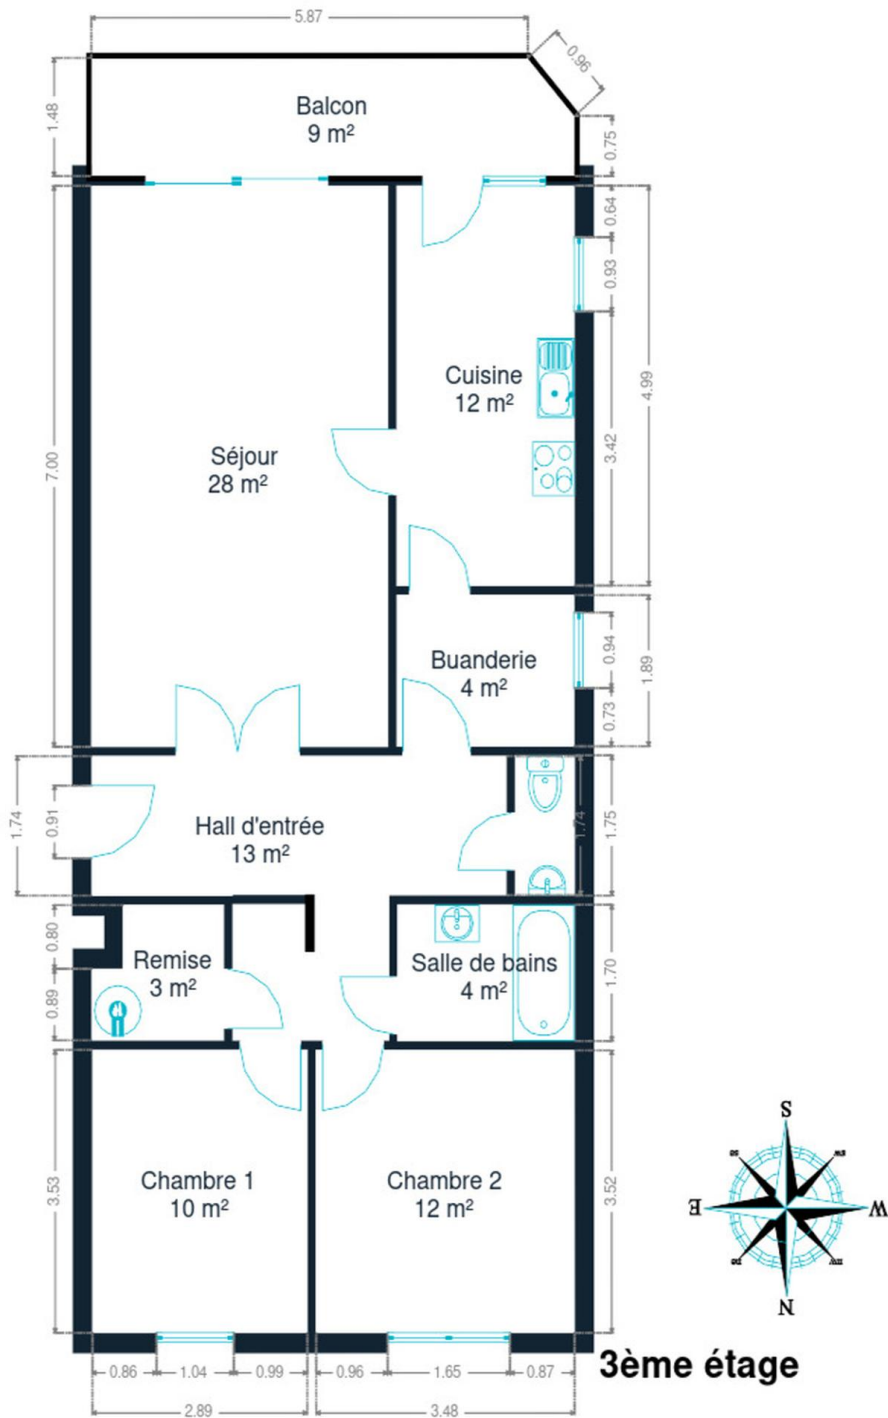 5.87
0.96
1.48
Balcon
9 m²
0.75
0.64
0.93
Cuisine
12 m²
4.99
3.42
7.00
Séjour
28 m²
Buanderie
4 m²
0.94
1.89
0.73
1.74
0.91
Hall d'entrée
13 m²
1.74
1.75
0.80
Remise
3 m²
0.89
Salle de bains
4 m²
1.70
3.53
Chambre 1
10 m²
Chambre 2
12 m²
3.52
S
E
W
N
3ème étage
0.86
1.04
0.99
0.96
1.65
0.87
2.89
3.48